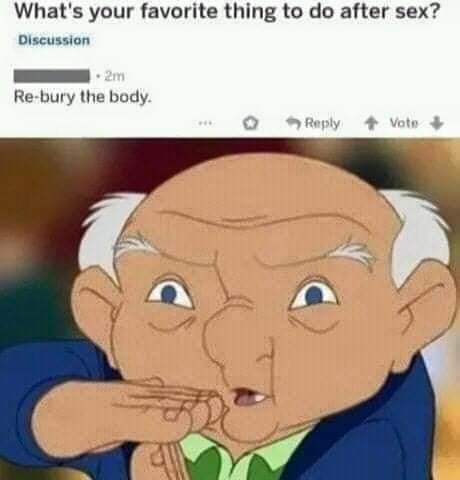 What's your favorite thing to do after sex?
Discussion
• 2m
Re-bury the body.
... Reply Vote